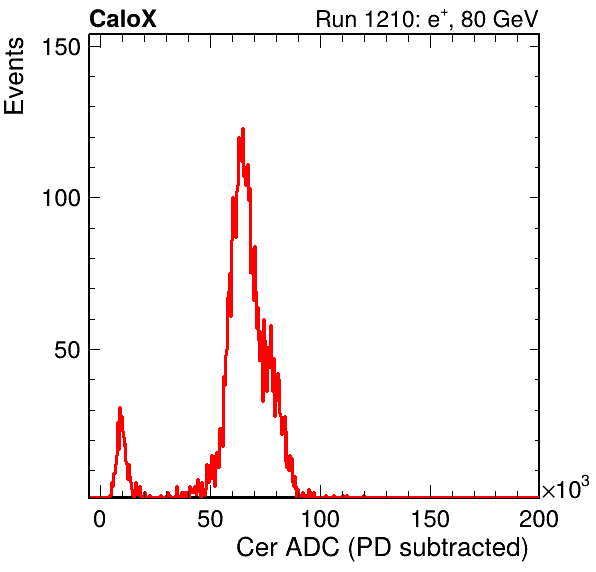 CaloX Run 1210: e⁺, 80 GeV
Events
150
100
50
0 50 100 150 200
×10³
Cer ADC (PD subtracted)